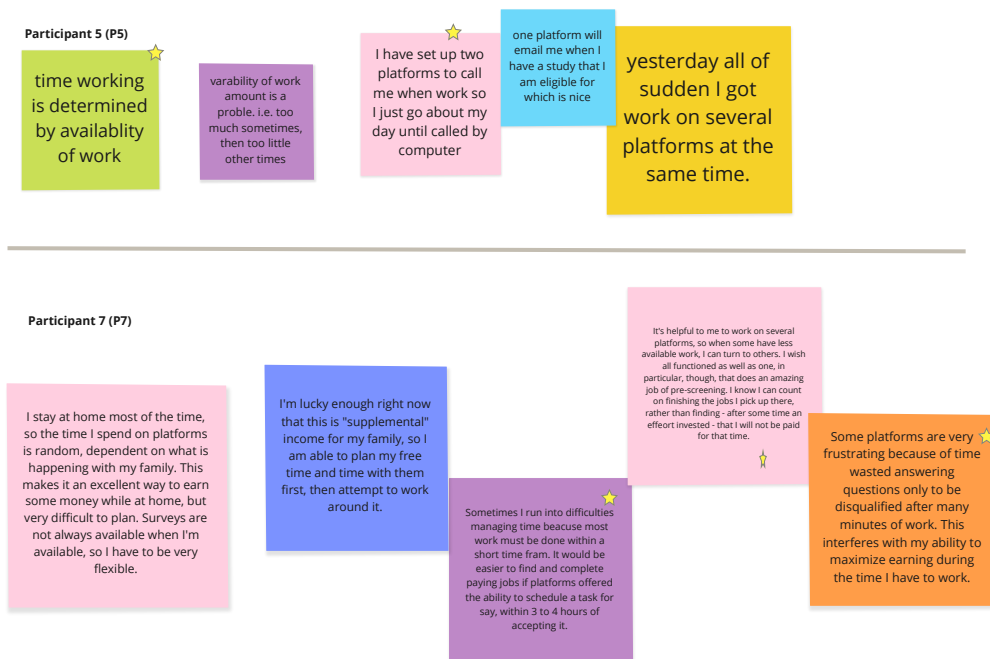 Participant 5 (P5)
time working
is determined
by availablity
of work
varability of work
amount is a
proble. i.e. too
much sometimes,
then too little
other times
I have set up two
platforms to call
me when work so
I just go about my
day until called by
computer
one platform will
email me when I
have a study that I
am eligible for
which is nice
yesterday all of
sudden I got
work on several
platforms at the
same time.
Participant 7 (P7)
I stay at home most of the time,
so the time I spend on platforms
is random, dependent on what is
happening with my family. This
makes it an excellent way to earn
some money while at home, but
very difficult to plan. Surveys are
not always available when I'm
available, so I have to be very
flexible.
I'm lucky enough right now
that this is "supplemental"
income for my family, so I
am able to plan my free
time and time with them
first, then attempt to work
around it.
Sometimes I run into difficulties
managing time beacuse most
work must be done within a
short time fram. It would be
easier to find and complete
paying jobs if platforms offered
the ability to schedule a task for
say, within 3 to 4 hours of
accepting it.
It's helpful to me to work on several
platforms, so when some have less
available work, I can turn to others. I wish
all functioned as well as one, in
particular, though, that does an amazing
job of pre-screening. I know I can count
on finishing the jobs I pick up there,
rather than finding - after some time an
effeort invested - that I will not be paid
for that time.
Some platforms are very
frustrating because of time
wasted answering
questions only to be
disqualified after many
minutes of work. This
interferes with my ability to
maximize earning during
the time I have to work.